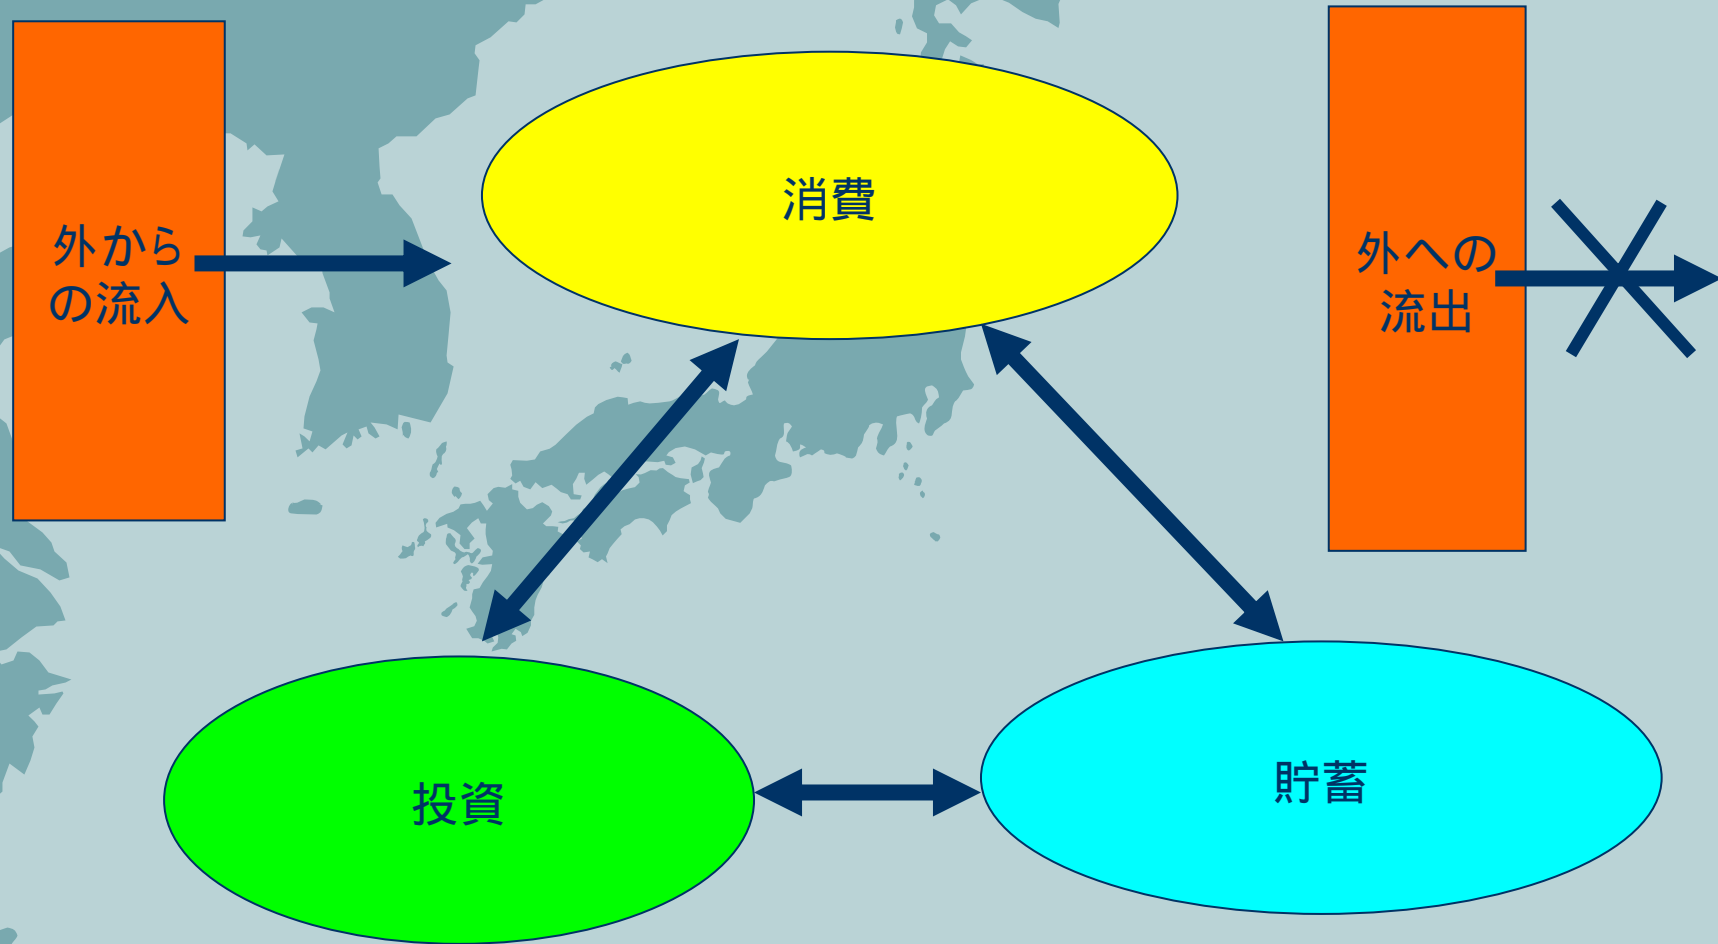 外から
の流入
消費
外への
流出
投資
貯蓄